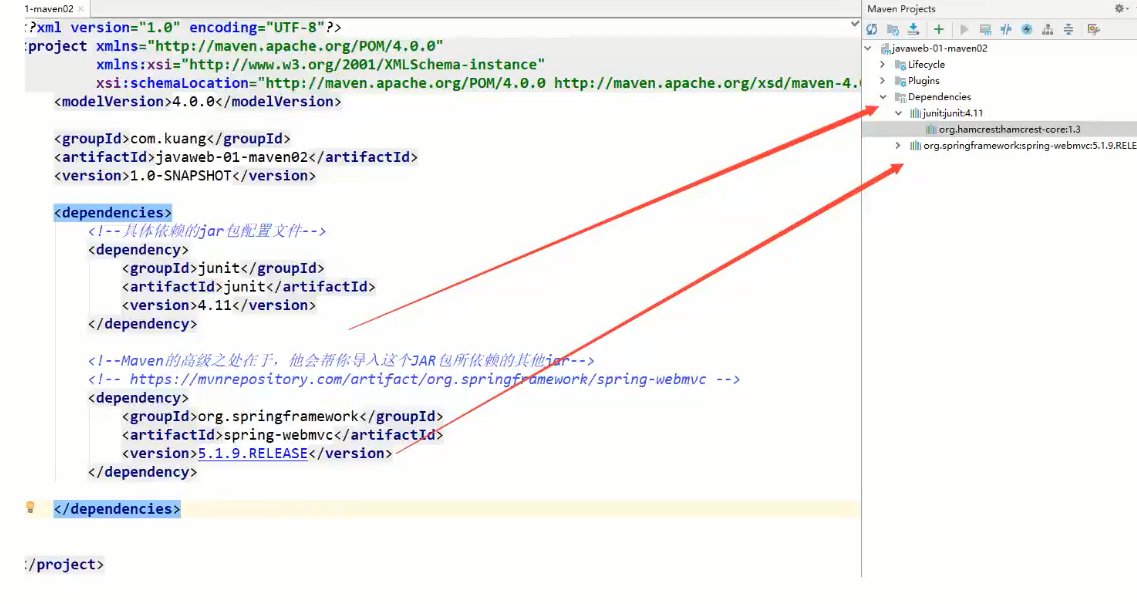 1-maven02 ×
?xml version="1.0" encoding="UTF-8"?>
project xmlns="http://maven.apache.org/POM/4.0.0"
xmlns:xsi="http://www.w3.org/2001/XMLSchema-instance"
xsi:schemaLocation="http://maven.apache.org/POM/4.0.0 http://maven.apache.org/xsd/maven-4.
<modelVersion>4.0.0</modelVersion>
<groupId>com.kuang</groupId>
<artifactId>javaweb-01-maven02</artifactId>
<version>1.0-SNAPSHOT</version>
<dependencies>
<!--具体依赖的jar包配置文件-->
<dependency>
<groupId>junit</groupId>
<artifactId>junit</artifactId>
<version>4.11</version>
</dependency>
<!--Maven的高级之处在于，他会帮你导入这个JAR包所依赖的其他jar-->
<!-- https://mvnrepository.com/artifact/org.springframework/spring-webmvc -->
<dependency>
<groupId>org.springframework</groupId>
<artifactId>spring-webmvc</artifactId>
<version>5.1.9.RELEASE</version>
</dependency>
</dependencies>
/project>
Maven Projects
javaweb-01-maven02
Lifecycle
Plugins
Dependencies
junit:junit:4.11
org.hamcrest:hamcrest-core:1.3
org.springframework:spring-webmvc:5.1.9.RELE